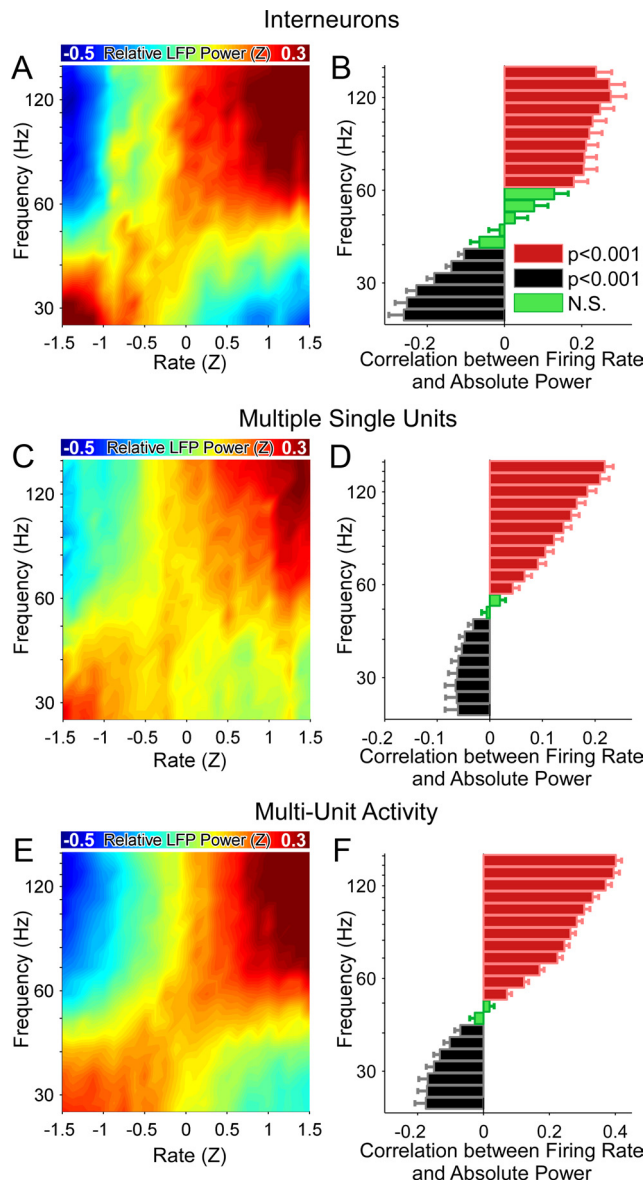 Interneurons
A
-0.5 Relative LFP Power (Z) 0.3
Frequency (Hz)
120
60
30
-1.5 -1 -0.5 0 0.5 1 1.5
Rate (Z)
B
Frequency (Hz)
120
60
30
p<0.001
p<0.001
N.S.
-0.2 0 0.2
Correlation between Firing Rate
and Absolute Power
Multiple Single Units
C
-0.5 Relative LFP Power (Z) 0.3
Frequency (Hz)
120
60
30
-1.5 -1 -0.5 0 0.5 1 1.5
Rate (Z)
D
Frequency (Hz)
120
60
30
-0.2 -0.1 0 0.1 0.2
Correlation between Firing Rate
and Absolute Power
Multi-Unit Activity
E
-0.5 Relative LFP Power (Z) 0.3
Frequency (Hz)
120
60
30
-1.5 -1 -0.5 0 0.5 1 1.5
Rate (Z)
F
Frequency (Hz)
120
60
30
-0.2 0 0.2 0.4
Correlation between Firing Rate
and Absolute Power